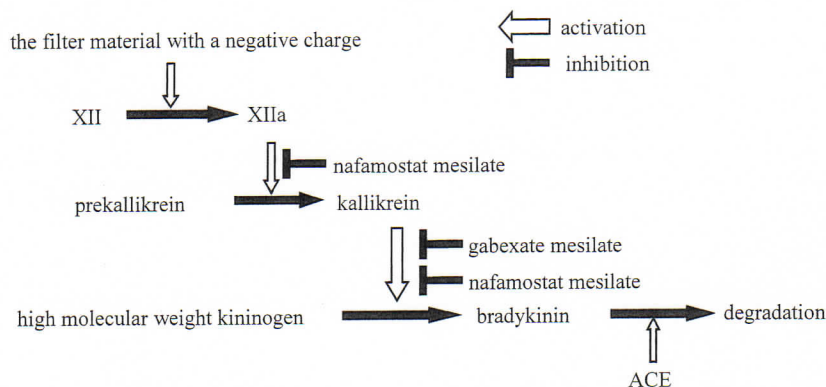 the filter material with a negative charge
activation
inhibition
XII
XIIa
nafamostat mesilate
prekallikrein
kallikrein
gabexate mesilate
nafamostat mesilate
high molecular weight kininogen
bradykinin
degradation
ACE